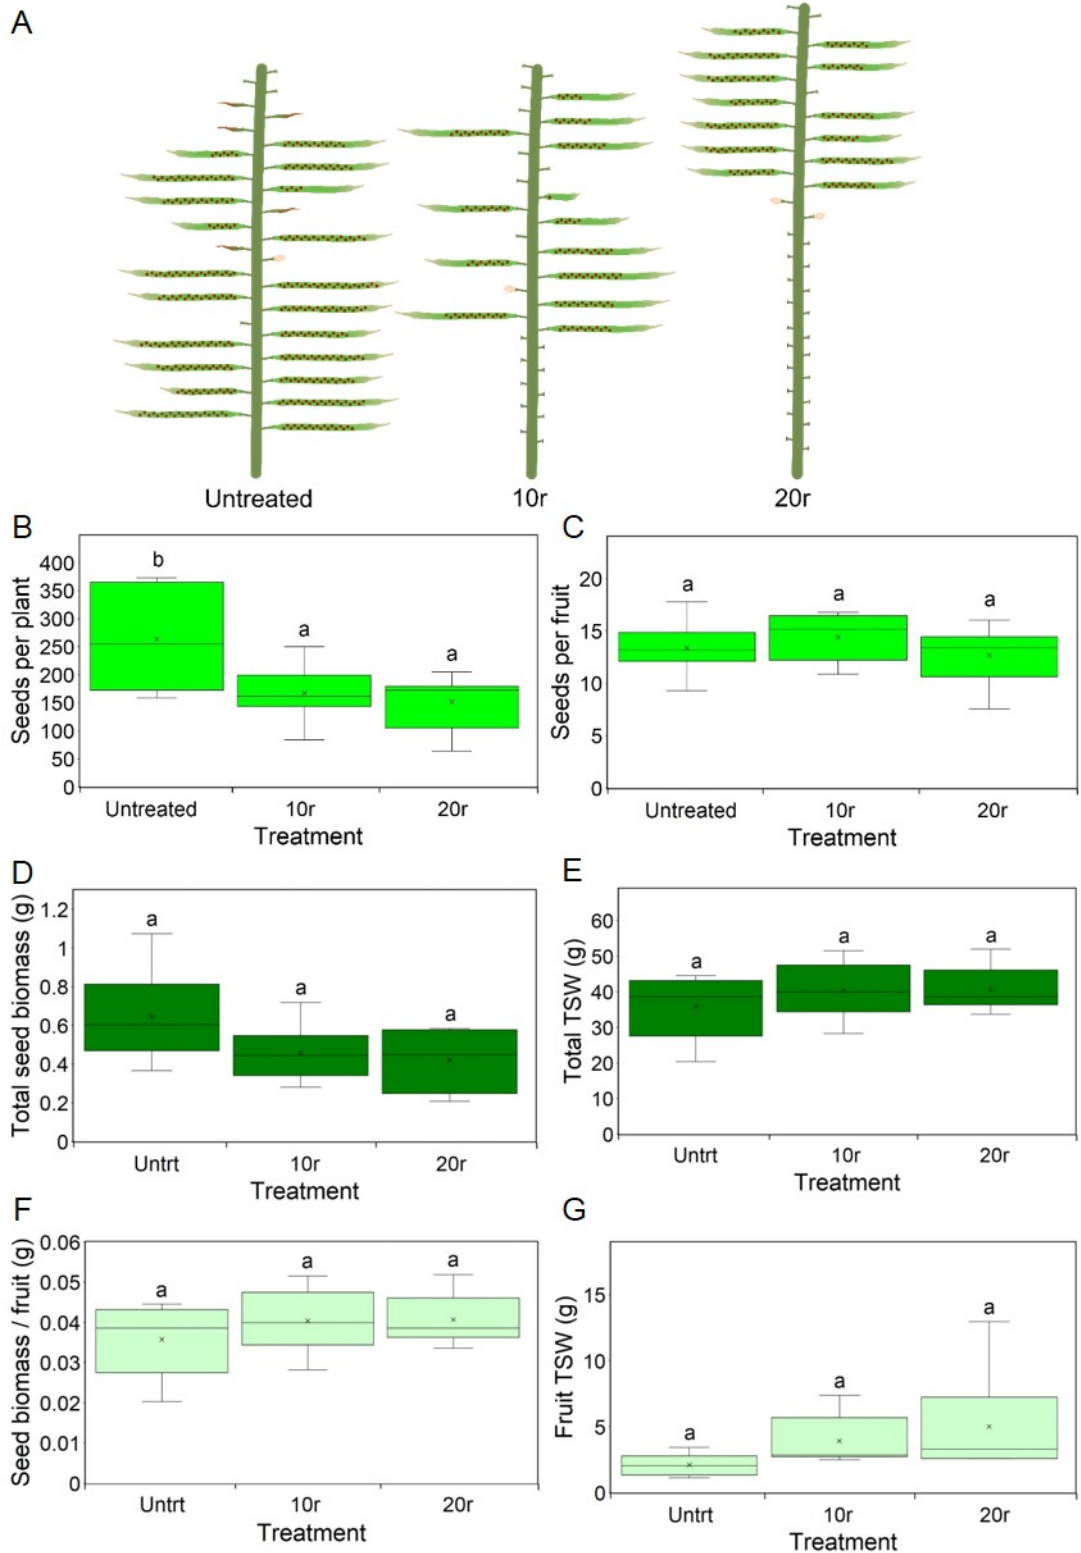 A
Untreated 10r 20r
B
Seeds per plant
400
350
300
250
200
150
100
50
0
b
a
a
Untreated 10r 20r
Treatment
C
Seeds per fruit
20
15
10
5
0
a
a
a
Untreated 10r 20r
Treatment
D
Total seed biomass (g)
1.2
1
0.8
0.6
0.4
0.2
0
a
a
a
Untrt 10r 20r
Treatment
E
Total TSW (g)
60
50
40
30
20
10
0
a
a
a
Untrt 10r 20r
Treatment
F
Seed biomass / fruit (g)
0.06
0.05
0.04
0.03
0.02
0.01
0
a
a
a
Untrt 10r 20r
Treatment
G
Fruit TSW (g)
15
10
5
0
a
a
a
Untrt 10r 20r
Treatment